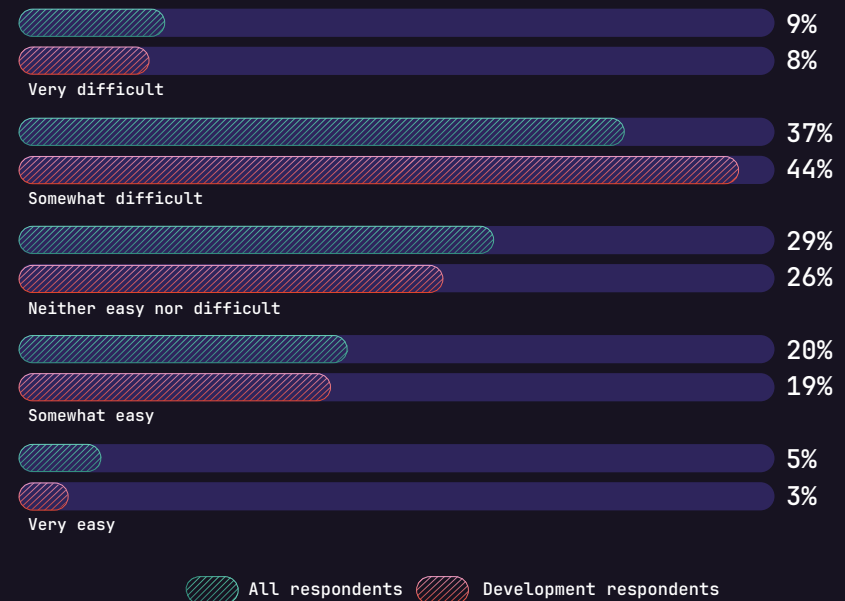 9%
8%
Very difficult
37%
44%
Somewhat difficult
29%
26%
Neither easy nor difficult
20%
19%
Somewhat easy
5%
3%
Very easy
All respondents Development respondents